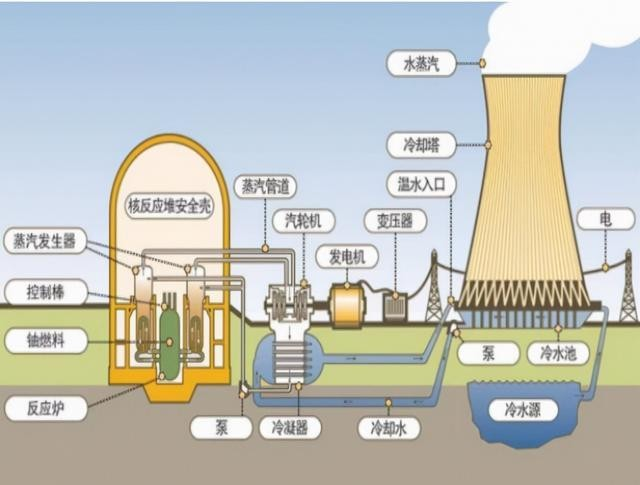 水蒸汽
冷却塔
温水入口
蒸汽管道
核反应堆安全壳
汽轮机
变压器
电
蒸汽发生器
发电机
控制棒
铀燃料
泵
冷水池
反应炉
泵
冷凝器
冷却水
冷水源